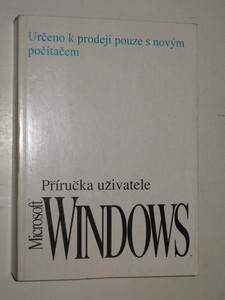 Určeno k prodeji pouze s novým
počítačem
Příručka uživatele
Microsoft
WINDOWS